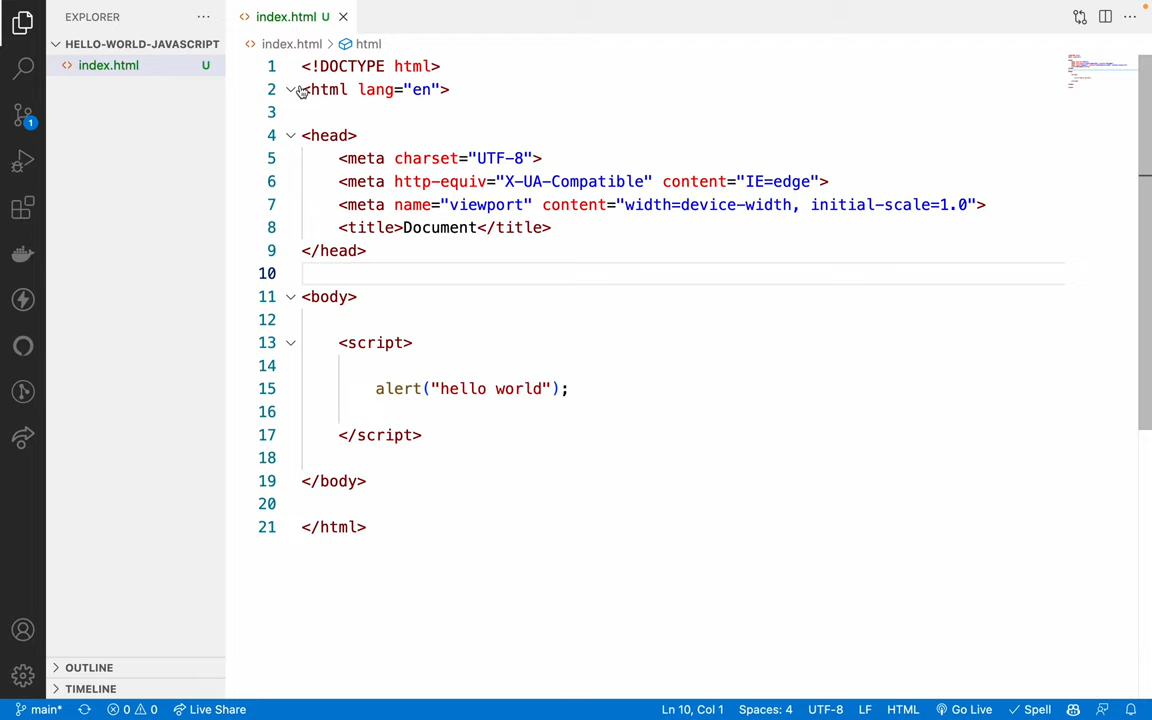 EXPLORER
index.html U
HELLO-WORLD-JAVASCRIPT
index.html U
index.html > html
1 <!DOCTYPE html>
2 <html lang="en">
3
4 <head>
5 <meta charset="UTF-8">
6 <meta http-equiv="X-UA-Compatible" content="IE=edge">
7 <meta name="viewport" content="width=device-width, initial-scale=1.0">
8 <title>Document</title>
9 </head>
10
11 <body>
12
13 <script>
14
15 alert("hello world");
16
17 </script>
18
19 </body>
20
21 </html>
1
OUTLINE
TIMELINE
main* 0 0 Live Share Ln 10, Col 1 Spaces: 4 UTF-8 LF HTML Go Live Spell